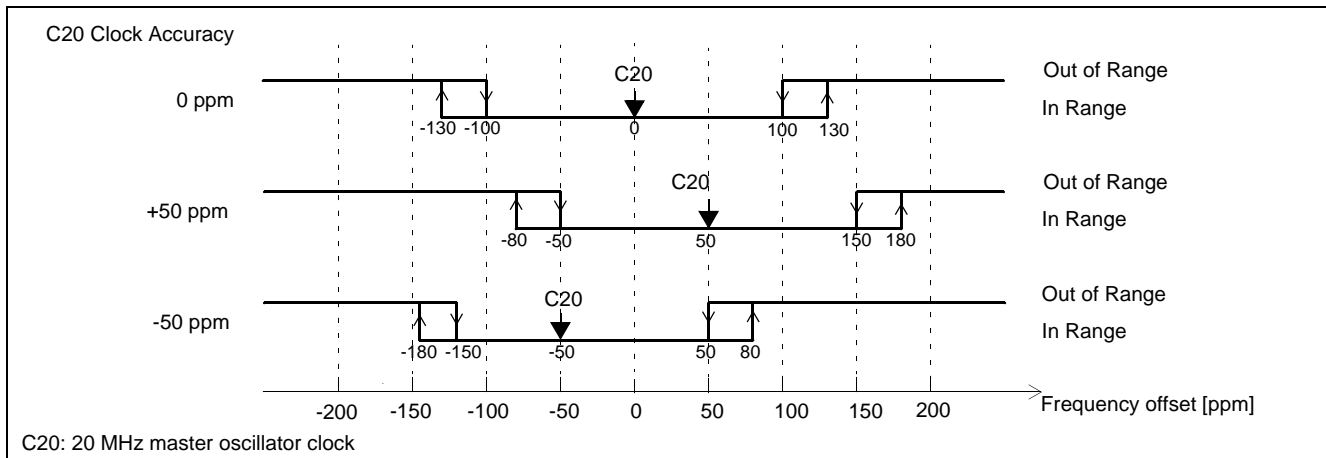 C20 Clock Accuracy
C20
Out of Range
0 ppm
In Range
-130 -100 0 100 130
C20
Out of Range
+50 ppm
In Range
-80 -50 50 150 180
C20
Out of Range
-50 ppm
In Range
-180 -150 -50 50 80
-200 -150 -100 -50 0 50 100 150 200
Frequency offset [ppm]
C20: 20 MHz master oscillator clock